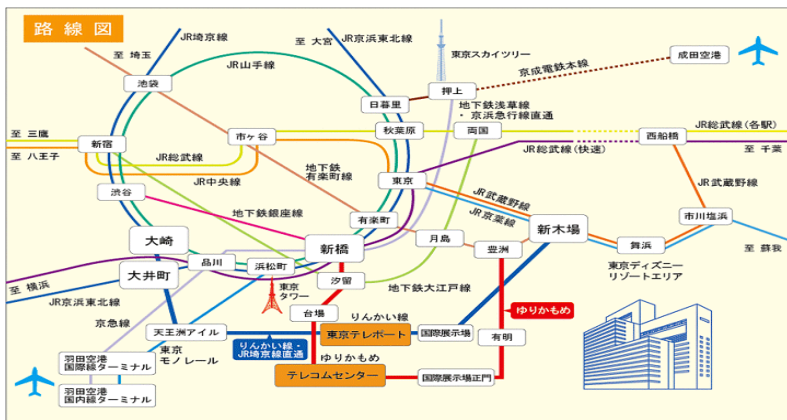 路線図
至 埼玉
JR埼京線
至 大宮
JR京浜東北線
東京スカイツリー
成田空港
JR山手線
京成電鉄本線
池袋
日暮里
押上
地下鉄浅草線
・京浜急行線直通
至 三鷹
新宿
市ヶ谷
秋葉原
両国
西船橋
JR総武線(各駅)
至 八王子
JR総武線
JR総武線(快速)
至 千葉
JR中央線
地下鉄
有楽町線
渋谷
東京
JR武蔵野線
JR京葉線
JR武蔵野線
地下鉄銀座線
有楽町
市川塩浜
大崎
新橋
月島
豊洲
新木場
舞浜
至 蘇我
大井町
品川
浜松町
汐留
東京ディズニー
リゾートエリア
至 横浜
東京
タワー
地下鉄大江戸線
JR京浜東北線
台場
ゆりかもめ
京急線
りんかい線
天王洲アイル
りんかい線・
JR埼京線直通
東京テレポート
国際展示場
有明
東京
モノレール
ゆりかもめ
羽田空港
国際線ターミナル
テレコムセンター
国際展示場正門
羽田空港
国内線ターミナル